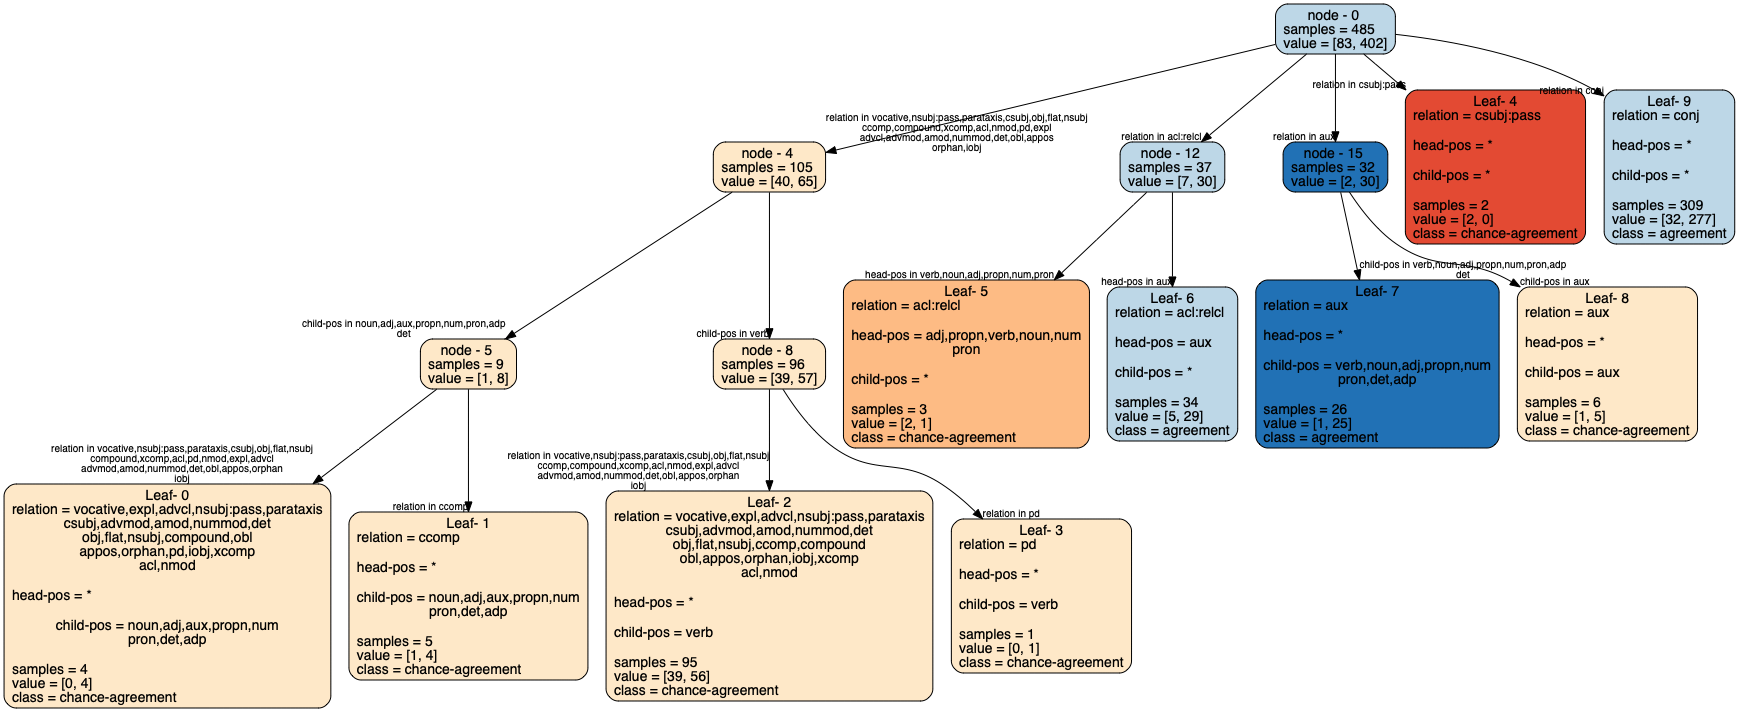 node - 0
samples = 485
value = [83, 402]
relation in vocative,nsubj:pass,parataxis,csubj,obj,flat,nsubj
ccomp,compound,xcomp,acl,nmod,pd,expl
advcl,advmod,amod,nummod,det,obl,appos
orphan,iobj
relation in acl:relcl
relation in aux
relation in csubj:pass
relation in conj
node - 4
samples = 105
value = [40, 65]
node - 12
samples = 37
value = [7, 30]
node - 15
samples = 32
value = [2, 30]
Leaf- 4
relation = csubj:pass
head-pos = *
child-pos = *
samples = 2
value = [2, 0]
class = chance-agreement
Leaf- 9
relation = conj
head-pos = *
child-pos = *
samples = 309
value = [32, 277]
class = agreement
child-pos in noun,adj,aux,propn,num,pron,adp
det
child-pos in verb
head-pos in verb,noun,adj,propn,num,pron
head-pos in aux
child-pos in verb,noun,adj,propn,num,pron,adp
det
child-pos in aux
node - 5
samples = 9
value = [1, 8]
node - 8
samples = 96
value = [39, 57]
Leaf- 5
relation = acl:relcl
head-pos = adj,propn,verb,noun,num
pron
child-pos = *
samples = 3
value = [2, 1]
class = chance-agreement
Leaf- 6
relation = acl:relcl
head-pos = aux
child-pos = *
samples = 34
value = [5, 29]
class = agreement
Leaf- 7
relation = aux
head-pos = *
child-pos = verb,noun,adj,propn,num
pron,det,adp
samples = 26
value = [1, 25]
class = agreement
Leaf- 8
relation = aux
head-pos = *
child-pos = aux
samples = 6
value = [1, 5]
class = chance-agreement
relation in vocative,nsubj:pass,parataxis,csubj,obj,flat,nsubj
compound,xcomp,acl,pd,nmod,expl,advcl
advmod,amod,nummod,det,obl,appos,orphan
iobj
relation in ccomp
relation in vocative,nsubj:pass,parataxis,csubj,obj,flat,nsubj
ccomp,compound,xcomp,acl,nmod,expl,advcl
advmod,amod,nummod,det,obl,appos,orphan
iobj
relation in pd
Leaf- 0
relation = vocative,expl,advcl,nsubj:pass,parataxis
csubj,advmod,amod,nummod,det
obj,flat,nsubj,compound,obl
appos,orphan,pd,iobj,xcomp
acl,nmod
head-pos = *
child-pos = noun,adj,aux,propn,num
pron,det,adp
samples = 4
value = [0, 4]
class = chance-agreement
Leaf- 1
relation = ccomp
head-pos = *
child-pos = noun,adj,aux,propn,num
pron,det,adp
samples = 5
value = [1, 4]
class = chance-agreement
Leaf- 2
relation = vocative,expl,advcl,nsubj:pass,parataxis
csubj,advmod,amod,nummod,det
obj,flat,nsubj,ccomp,compound
obl,appos,orphan,iobj,xcomp
acl,nmod
head-pos = *
child-pos = verb
samples = 95
value = [39, 56]
class = chance-agreement
Leaf- 3
relation = pd
head-pos = *
child-pos = verb
samples = 1
value = [0, 1]
class = chance-agreement